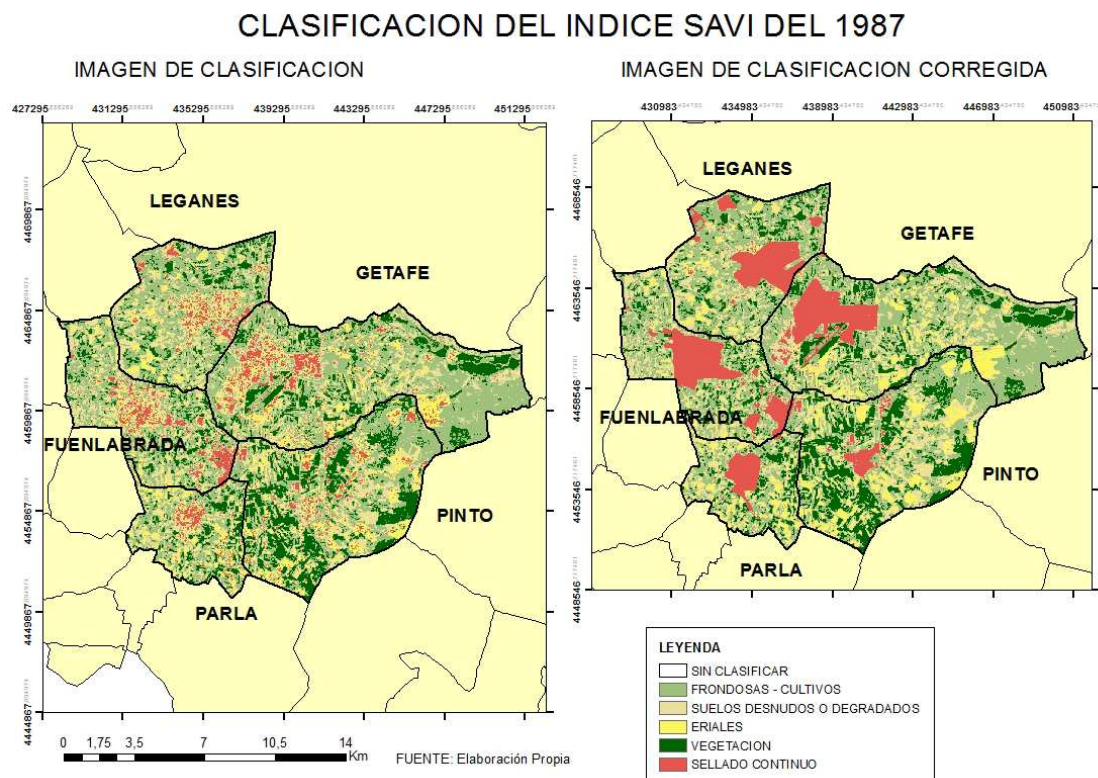 CLASIFICACION DEL INDICE SAVI DEL 1987
IMAGEN DE CLASIFICACION
427295 431295 435295 439295 443295 447295 451295
4469867
4464867
4459867
4454867
4449867
4444867
LEGANES
GETAFE
FUENLABRADA
PINTO
PARLA
0 1,75 3,5 7 10,5 14
Km
FUENTE: Elaboración Propia
IMAGEN DE CLASIFICACION CORREGIDA
430983 434983 438983 442983 446983 450983
4468546
4463546
4458546
4453546
4448546
LEGANES
GETAFE
FUENLABRADA
PINTO
PARLA
LEYENDA
SIN CLASIFICAR
FRONDOSAS - CULTIVOS
SUELOS DESNUDOS O DEGRADADOS
ERIALES
VEGETACION
SELLADO CONTINUO